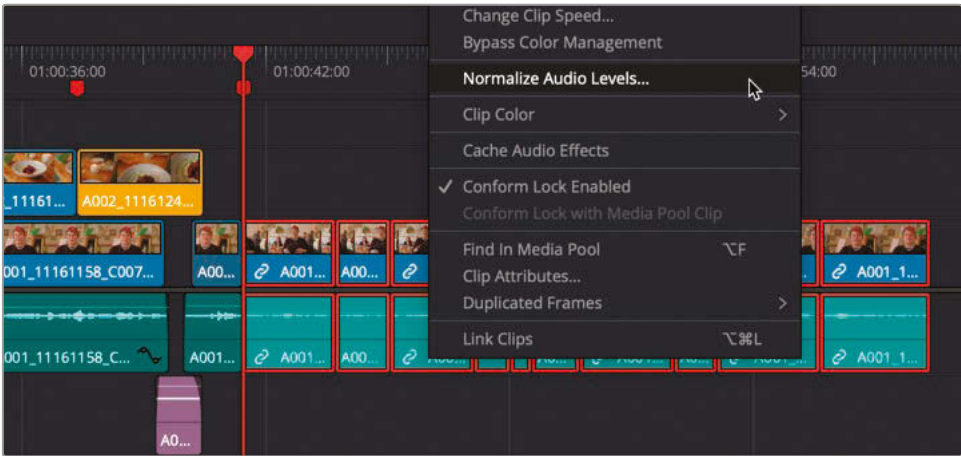 Change Clip Speed...
Bypass Color Management
01:00:36:00
01:00:42:00
54:00
Normalize Audio Levels...
Clip Color
Cache Audio Effects
✓ Conform Lock Enabled
Conform Lock with Media Pool Clip
Find In Media Pool ⌥F
Clip Attributes...
Duplicated Frames
Link Clips ⌥⌘L
_11161...
A002_1116124...
001_11161158_C007...
A00...
A001...
A00...
A001_1...
001_11161158_C...
A001...
A001...
A00...
A001_1...
A0...